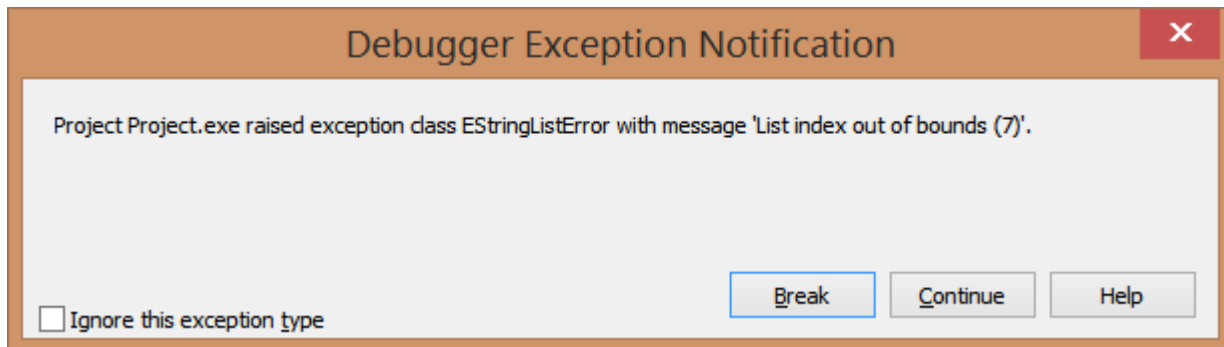 Debugger Exception Notification
Project Project.exe raised exception class EStringListError with message 'List index out of bounds (7)'.
Break Continue Help
Ignore this exception type